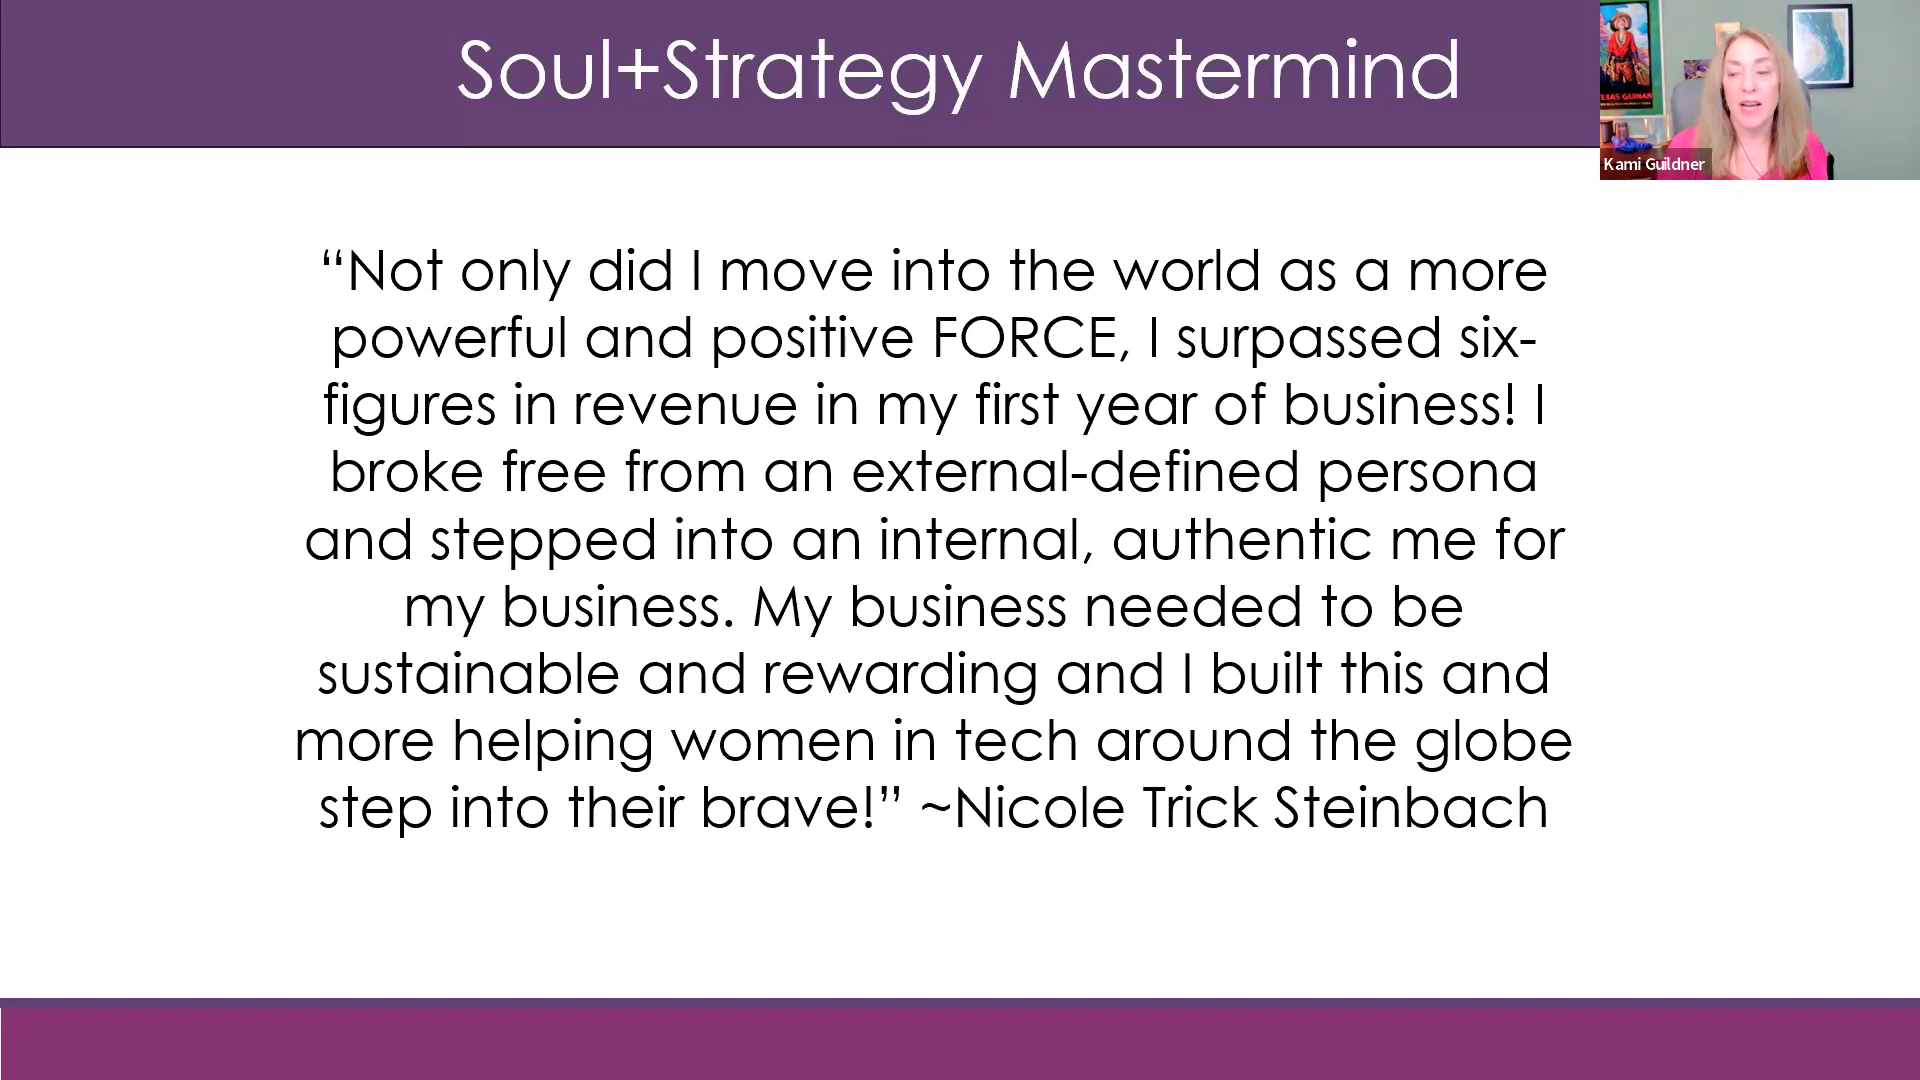 Soul+Strategy Mastermind
TEXAS GUINAN
Kami Guildner
“Not only did I move into the world as a more
powerful and positive FORCE, I surpassed six-
figures in revenue in my first year of business! I
broke free from an external-defined persona
and stepped into an internal, authentic me for
my business. My business needed to be
sustainable and rewarding and I built this and
more helping women in tech around the globe
step into their brave!” ~Nicole Trick Steinbach